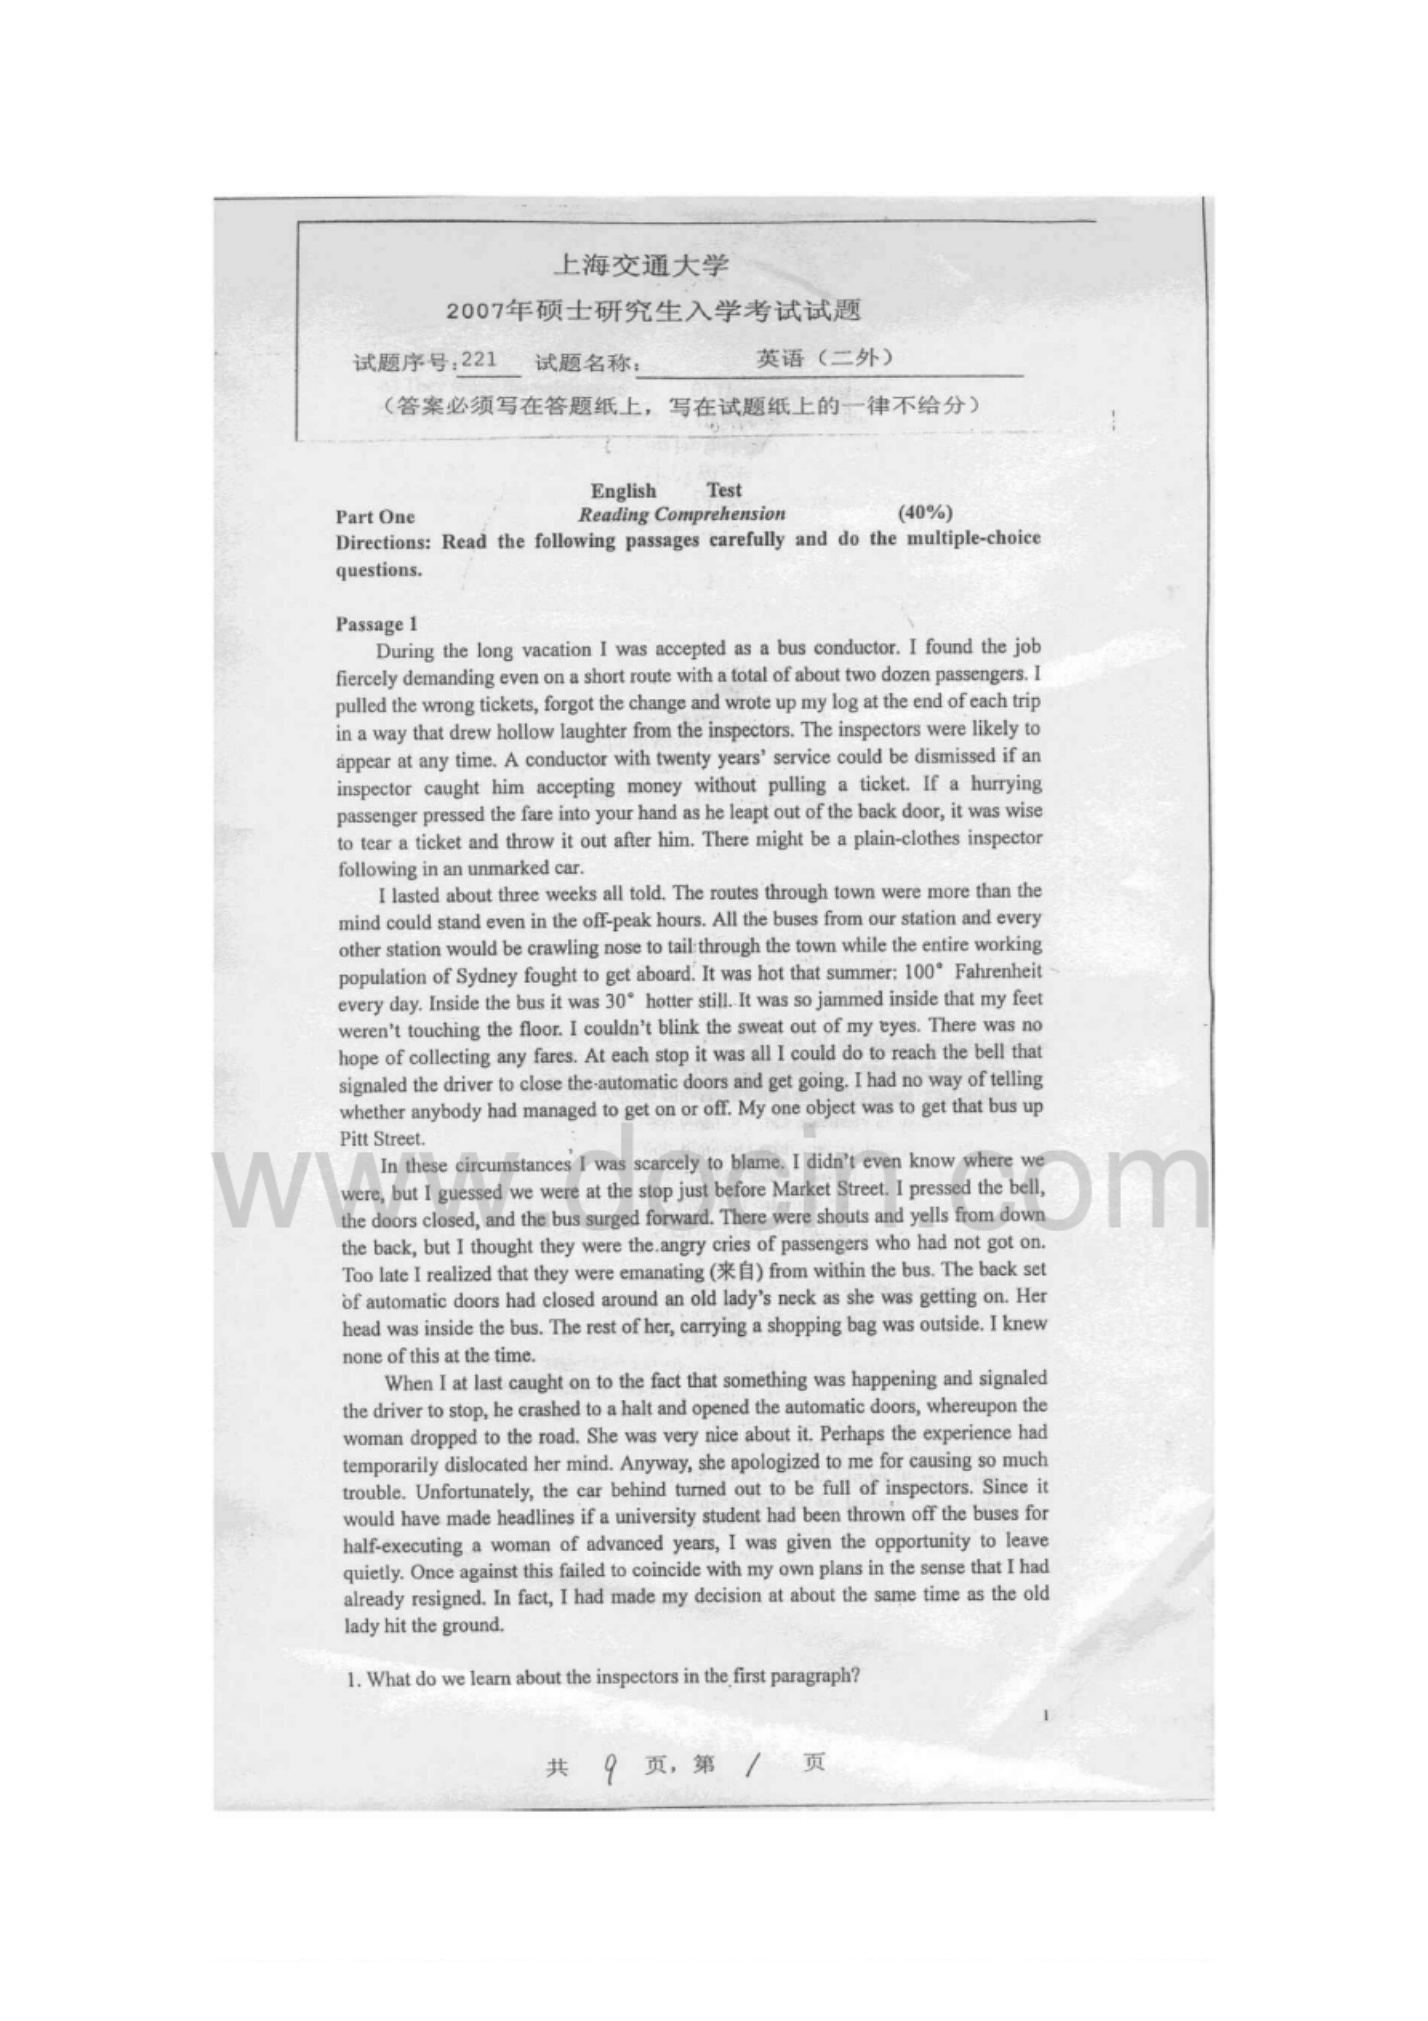 上海交通大学
2007年硕士研究生入学考试试题
试题序号:221 试题名称: 英语（二外）
（答案必须写在答题纸上，写在试题纸上的一律不给分）
English Test
Part One Reading Comprehension (40%)
Directions: Read the following passages carefully and do the multiple-choice
questions.
Passage 1
During the long vacation I was accepted as a bus conductor. I found the job
fiercely demanding even on a short route with a total of about two dozen passengers. I
pulled the wrong tickets, forgot the change and wrote up my log at the end of each trip
in a way that drew hollow laughter from the inspectors. The inspectors were likely to
appear at any time. A conductor with twenty years’ service could be dismissed if an
inspector caught him accepting money without pulling a ticket. If a hurrying
passenger pressed the fare into your hand as he leapt out of the back door, it was wise
to tear a ticket and throw it out after him. There might be a plain-clothes inspector
following in an unmarked car.
I lasted about three weeks all told. The routes through town were more than the
mind could stand even in the off-peak hours. All the buses from our station and every
other station would be crawling nose to tail through the town while the entire working
population of Sydney fought to get aboard. It was hot that summer: 100° Fahrenheit
every day. Inside the bus it was 30° hotter still. It was so jammed inside that my feet
weren’t touching the floor. I couldn’t blink the sweat out of my eyes. There was no
hope of collecting any fares. At each stop it was all I could do to reach the bell that
signaled the driver to close the automatic doors and get going. I had no way of telling
whether anybody had managed to get on or off. My one object was to get that bus up
Pitt Street.
In these circumstances I was scarcely to blame. I didn’t even know where we
were, but I guessed we were at the stop just before Market Street. I pressed the bell,
the doors closed, and the bus surged forward. There were shouts and yells from down
the back, but I thought they were the angry cries of passengers who had not got on.
Too late I realized that they were emanating (来自) from within the bus. The back set
of automatic doors had closed around an old lady’s neck as she was getting on. Her
head was inside the bus. The rest of her, carrying a shopping bag was outside. I knew
none of this at the time.
When I at last caught on to the fact that something was happening and signaled
the driver to stop, he crashed to a halt and opened the automatic doors, whereupon the
woman dropped to the road. She was very nice about it. Perhaps the experience had
temporarily dislocated her mind. Anyway, she apologized to me for causing so much
trouble. Unfortunately, the car behind turned out to be full of inspectors. Since it
would have made headlines if a university student had been thrown off the buses for
half-executing a woman of advanced years, I was given the opportunity to leave
quietly. Once against this failed to coincide with my own plans in the sense that I had
already resigned. In fact, I had made my decision at about the same time as the old
lady hit the ground.
1. What do we learn about the inspectors in the first paragraph?
1
共 9 页，第 1 页
www.docin.com